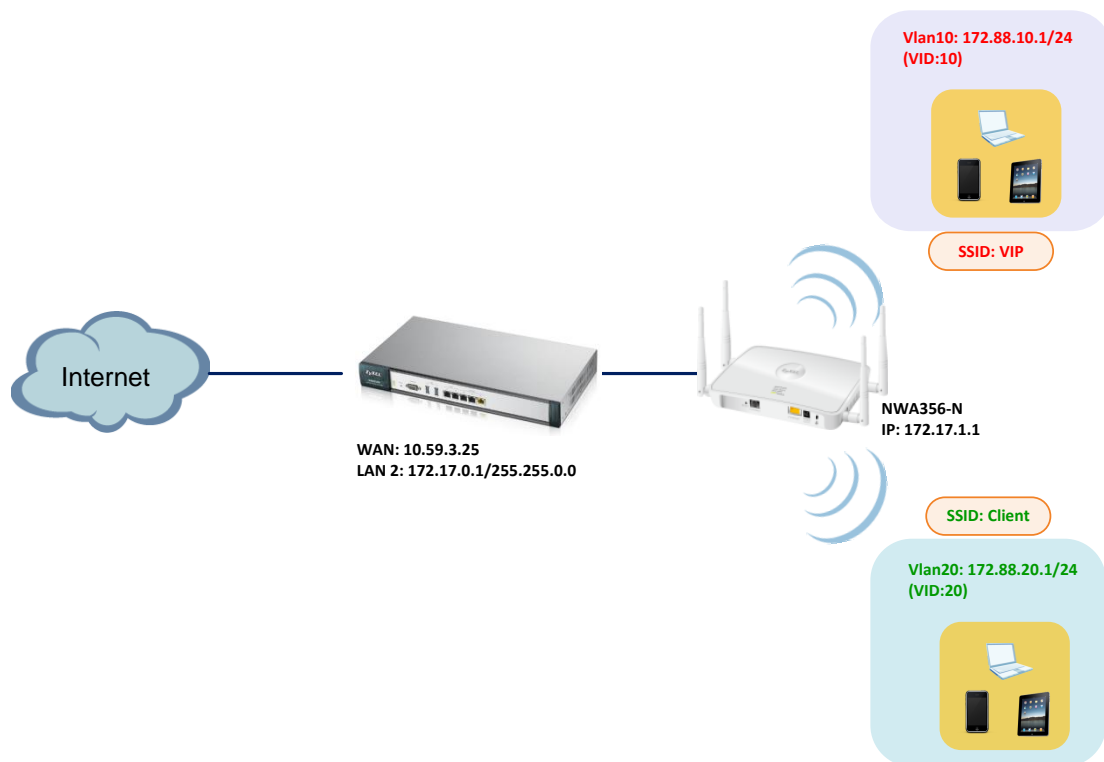 Vlan10: 172.88.10.1/24
(VID:10)
SSID: VIP
Internet
ZyXEL
NWA356-N
IP: 172.17.1.1
WAN: 10.59.3.25
LAN 2: 172.17.0.1/255.255.0.0
SSID: Client
Vlan20: 172.88.20.1/24
(VID:20)